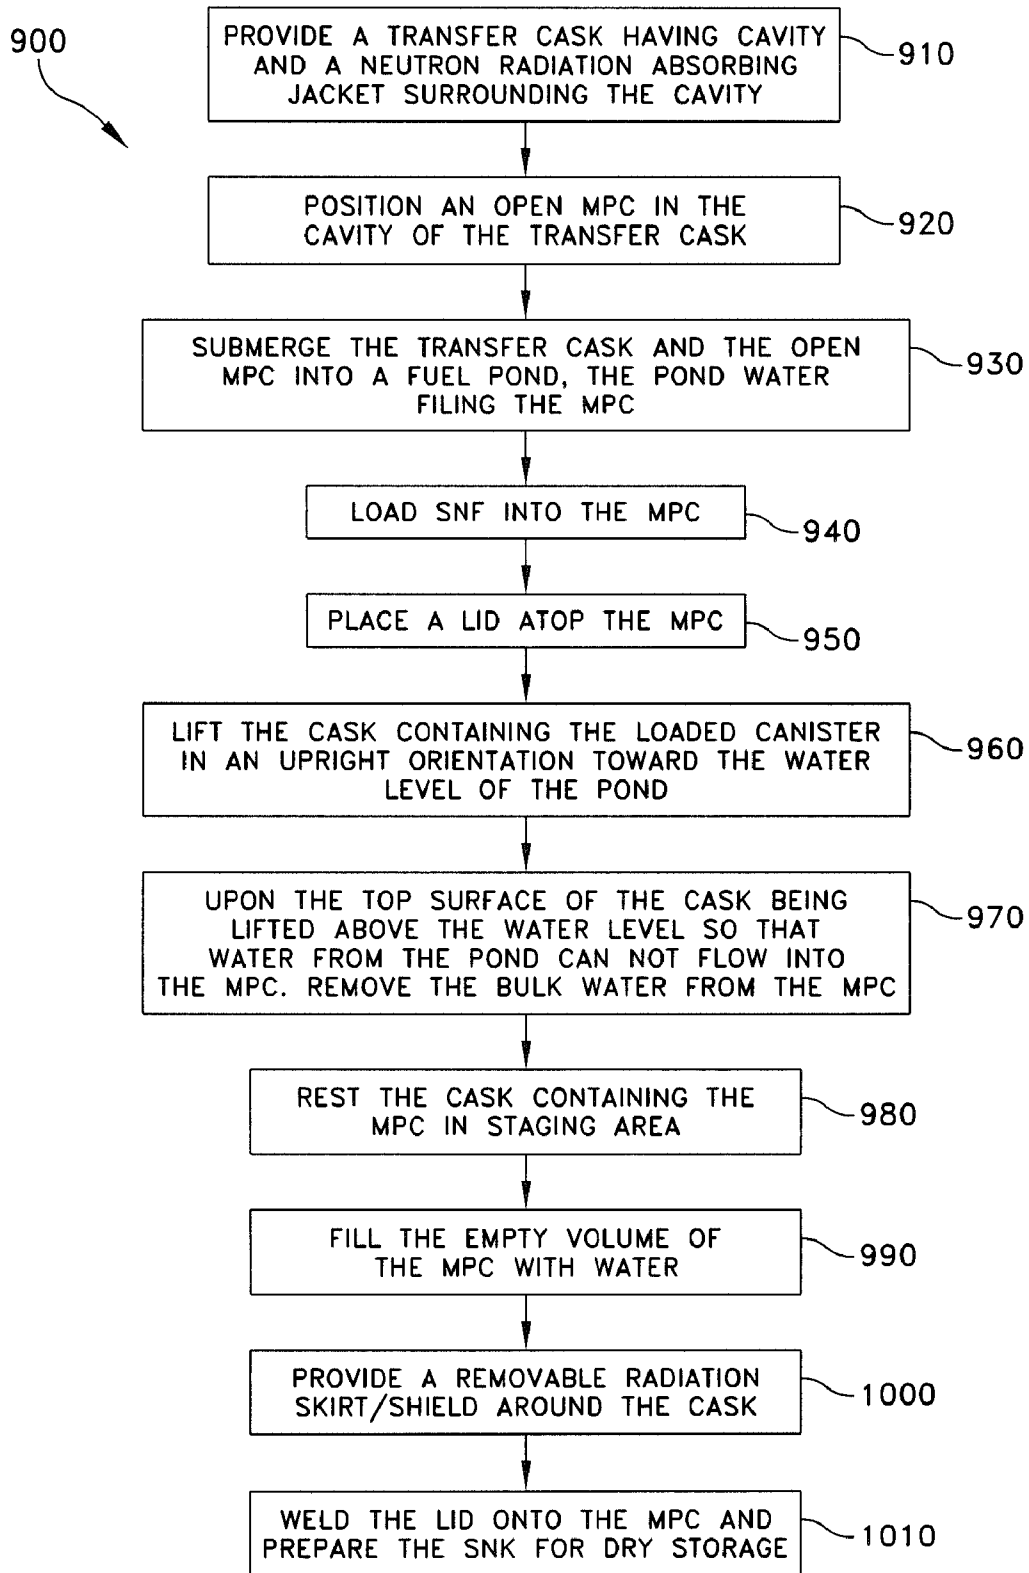 900
PROVIDE A TRANSFER CASK HAVING CAVITY
AND A NEUTRON RADIATION ABSORBING
JACKET SURROUNDING THE CAVITY
910
POSITION AN OPEN MPC IN THE
CAVITY OF THE TRANSFER CASK
920
SUBMERGE THE TRANSFER CASK AND THE OPEN
MPC INTO A FUEL POND, THE POND WATER
FILING THE MPC
930
LOAD SNF INTO THE MPC
940
PLACE A LID ATOP THE MPC
950
LIFT THE CASK CONTAINING THE LOADED CANISTER
IN AN UPRIGHT ORIENTATION TOWARD THE WATER
LEVEL OF THE POND
960
UPON THE TOP SURFACE OF THE CASK BEING
LIFTED ABOVE THE WATER LEVEL SO THAT
WATER FROM THE POND CAN NOT FLOW INTO
THE MPC. REMOVE THE BULK WATER FROM THE MPC
970
REST THE CASK CONTAINING THE
MPC IN STAGING AREA
980
FILL THE EMPTY VOLUME OF
THE MPC WITH WATER
990
PROVIDE A REMOVABLE RADIATION
SKIRT/SHIELD AROUND THE CASK
1000
WELD THE LID ONTO THE MPC AND
PREPARE THE SNK FOR DRY STORAGE
1010